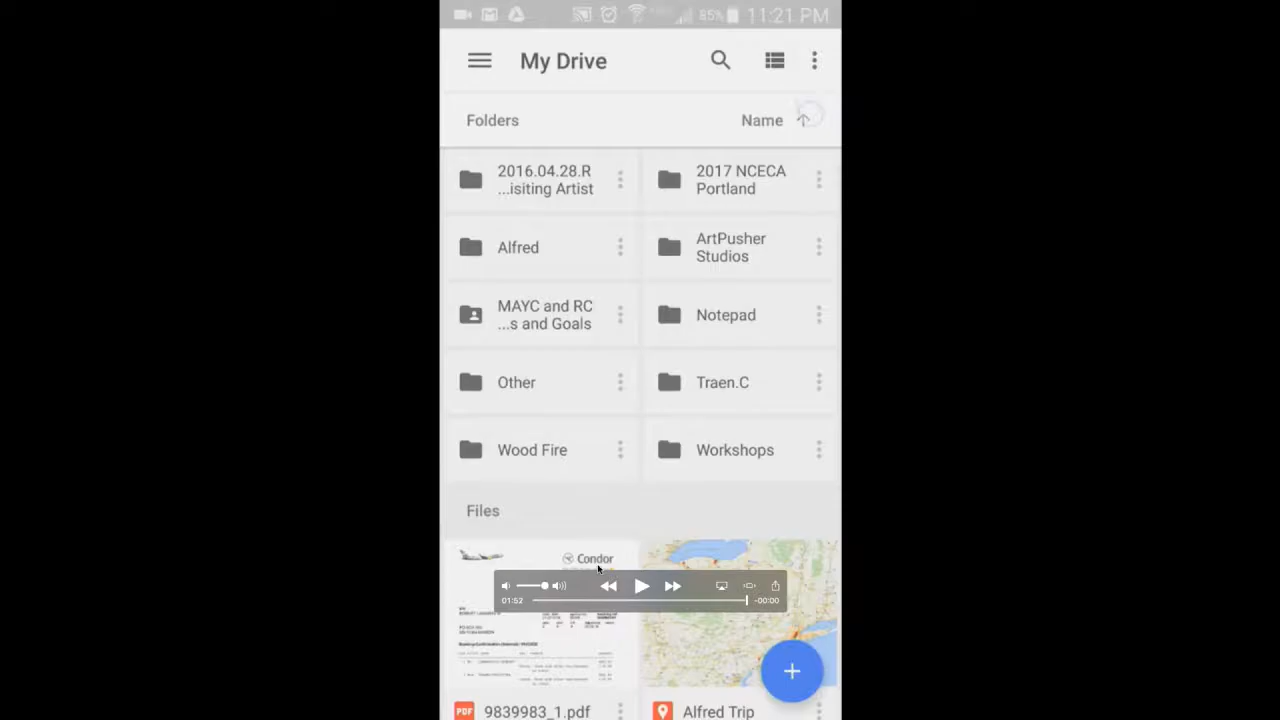 85% 11:21 PM
My Drive
Folders
Name
2016.04.28.R
...isiting Artist
2017 NCECA
Portland
Alfred
ArtPusher
Studios
MAYC and RC
...s and Goals
Notepad
Other
Traen.C
Wood Fire
Workshops
Files
Condor
01:52
-00:00
PDF
9839983_1.pdf
Alfred Trip